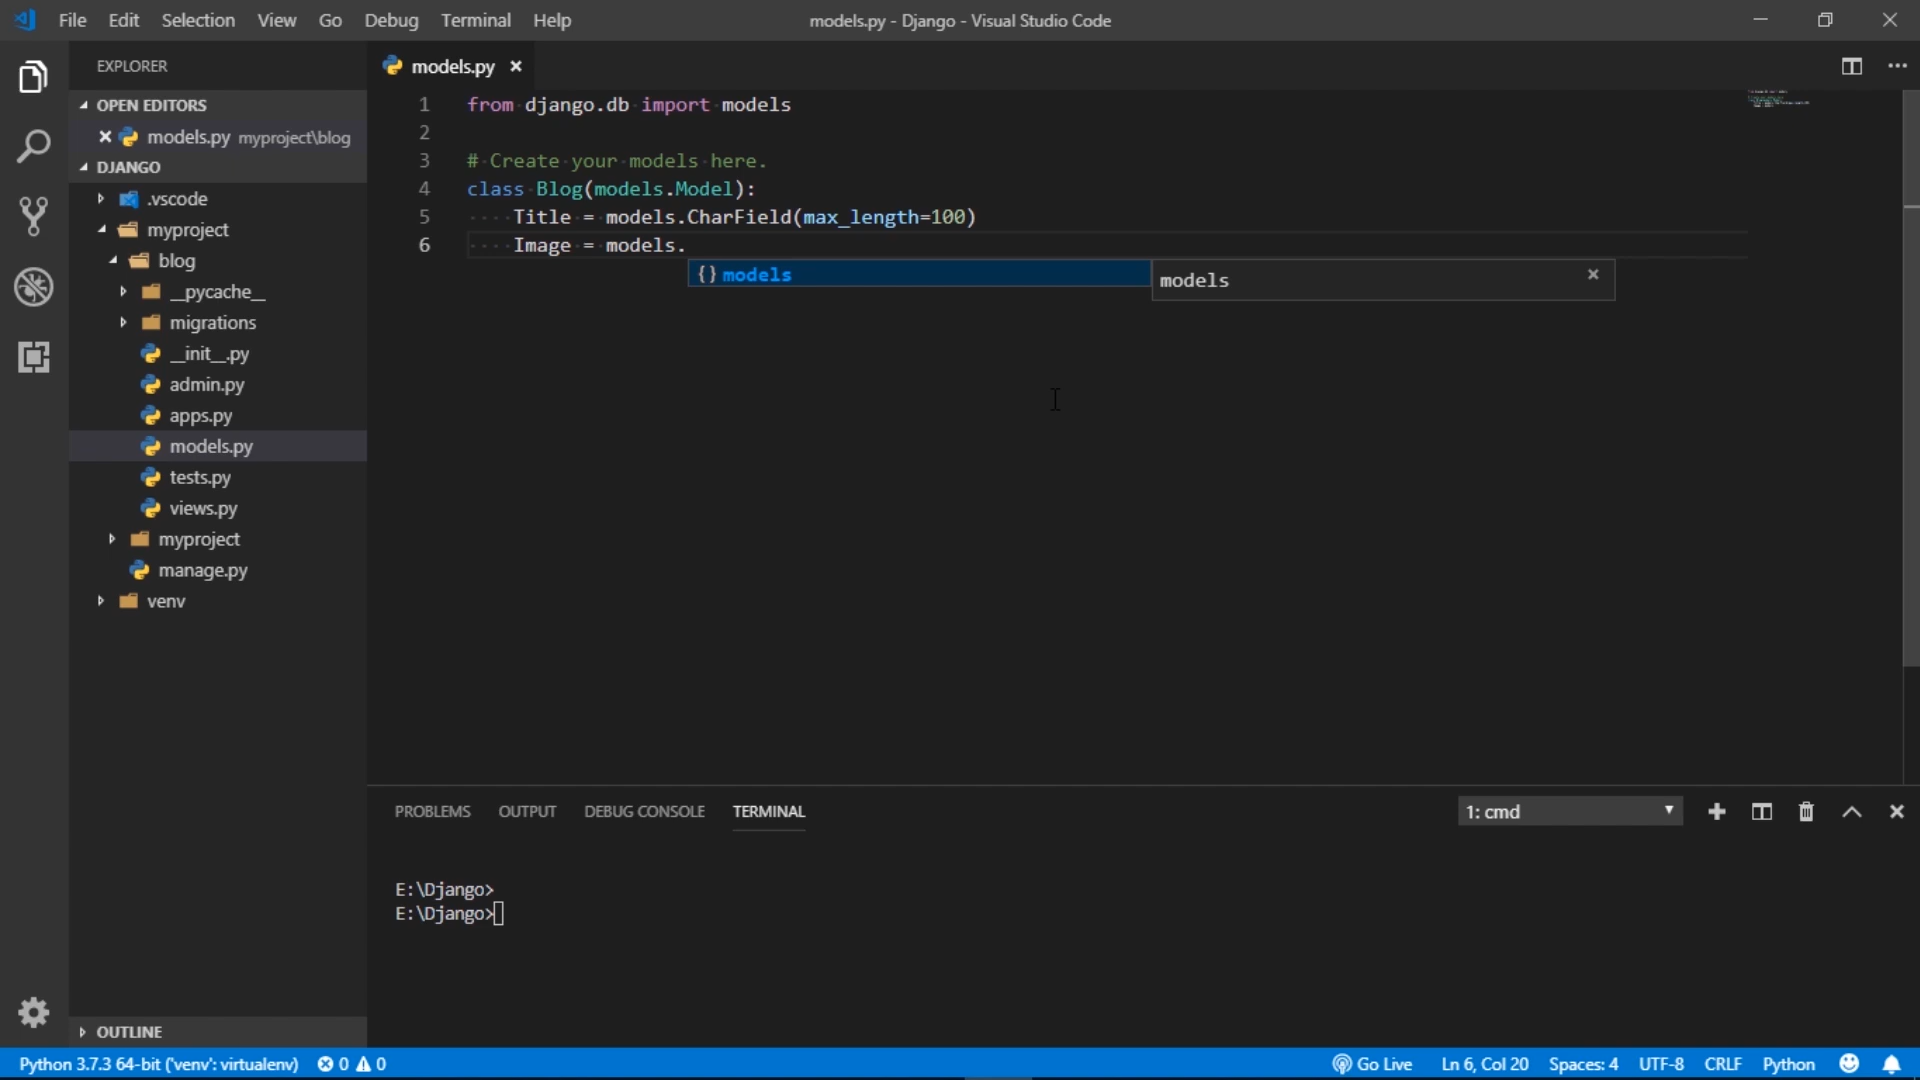 File Edit Selection View Go Debug Terminal Help
models.py - Django - Visual Studio Code
EXPLORER
OPEN EDITORS
models.py myproject\blog
DJANGO
.vscode
myproject
blog
__pycache__
migrations
__init__.py
admin.py
apps.py
models.py
tests.py
views.py
myproject
manage.py
venv
OUTLINE
models.py
1 from django.db import models
2
3 # Create your models here.
4 class Blog(models.Model):
5 Title = models.CharField(max_length=100)
6 Image = models.
{} models
models
PROBLEMS OUTPUT DEBUG CONSOLE TERMINAL
1: cmd
E:\Django>
E:\Django>
Python 3.7.3 64-bit ('venv': virtualenv) 0 0
Go Live Ln 6, Col 20 Spaces: 4 UTF-8 CRLF Python